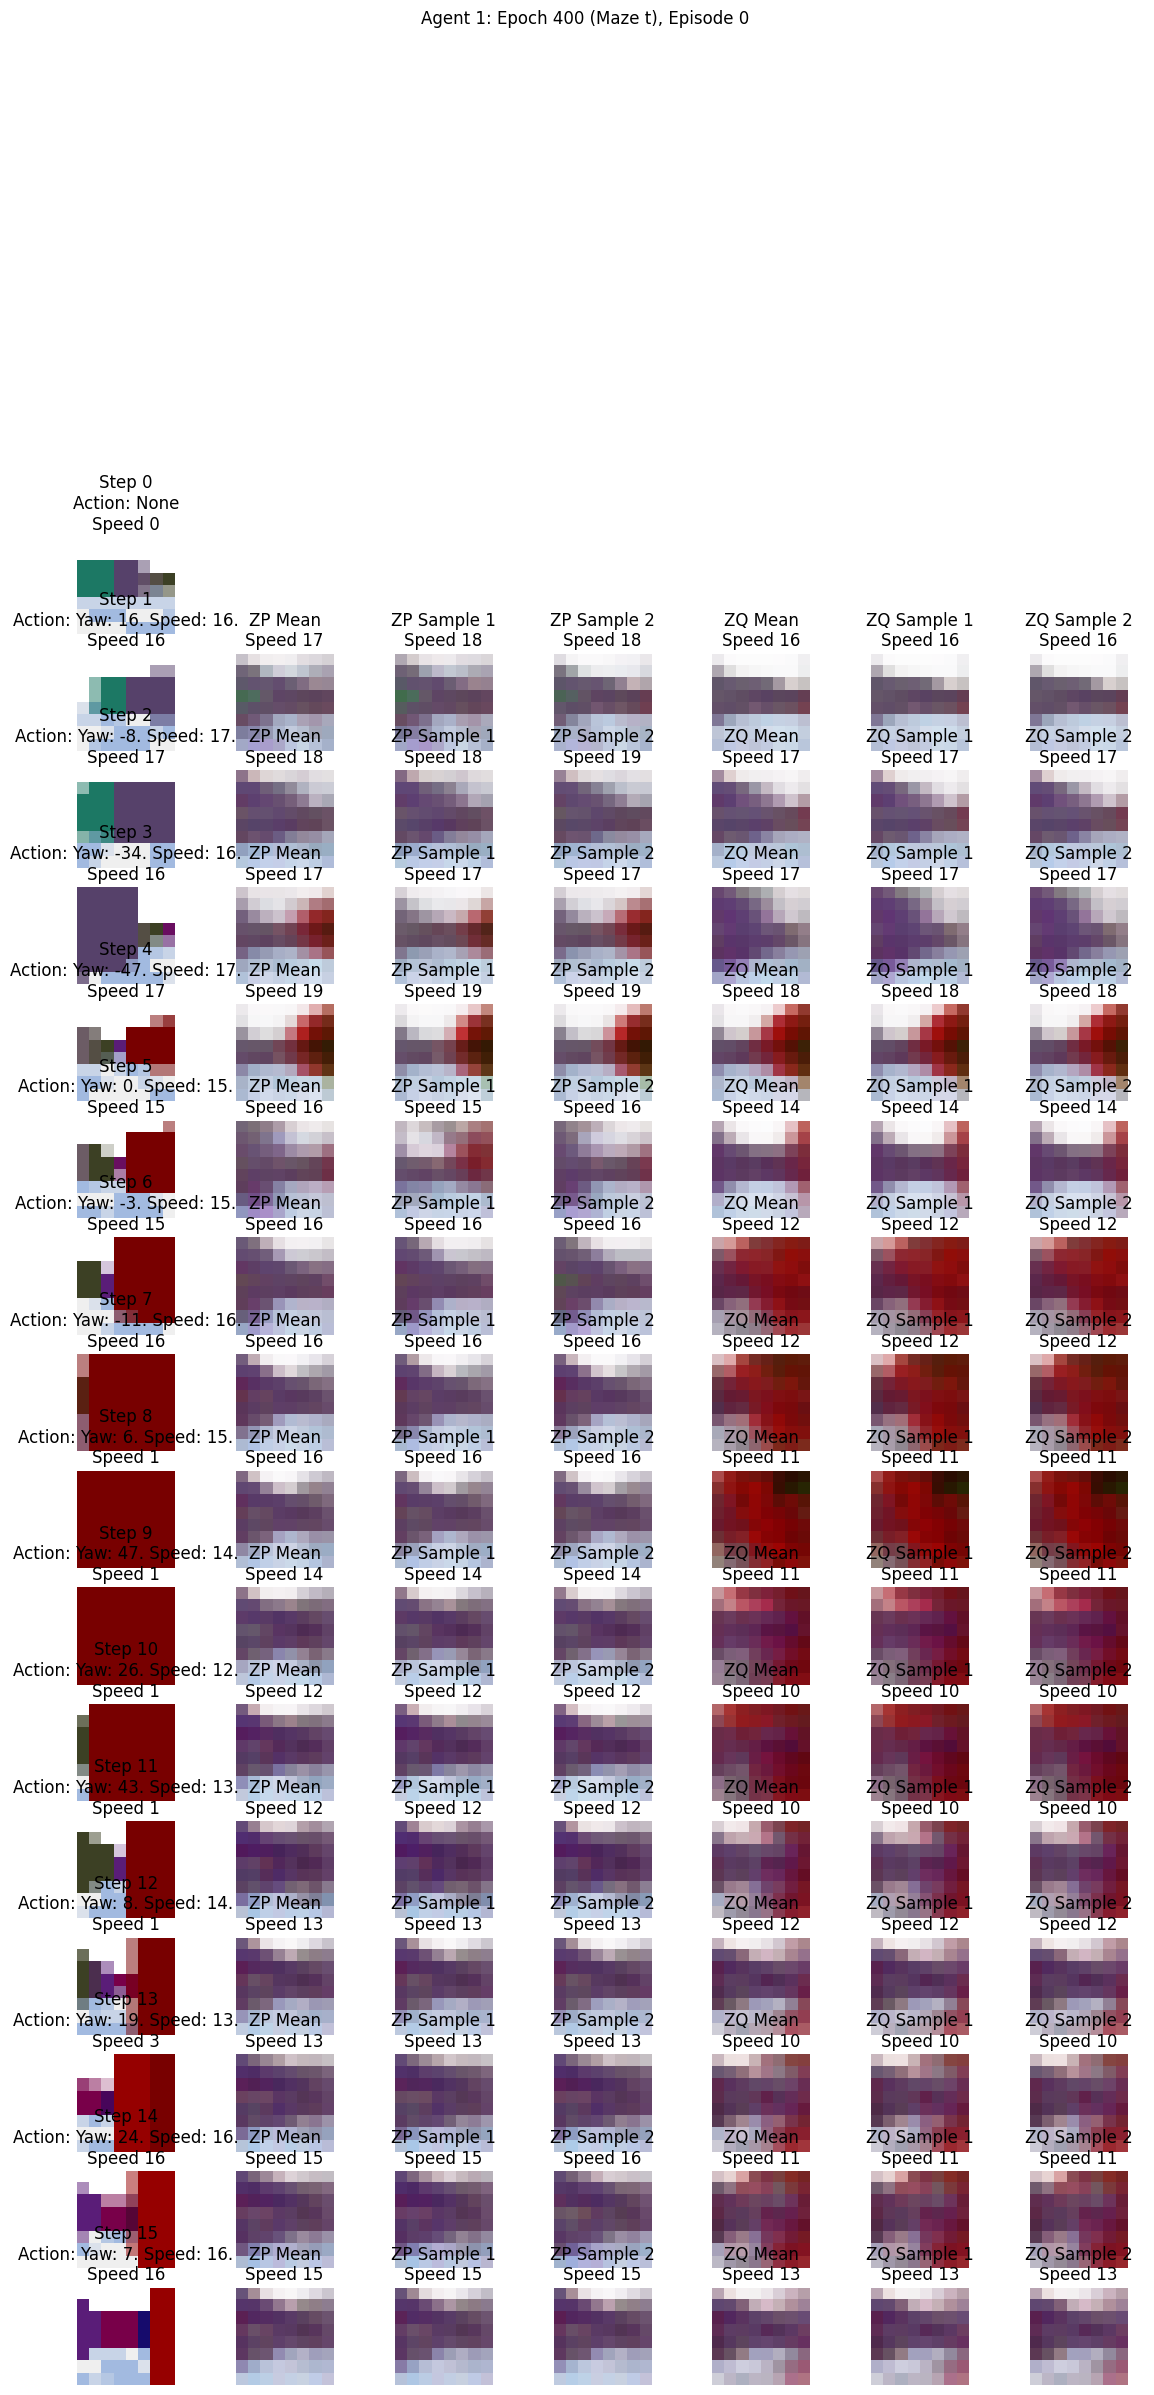 Agent 1: Epoch 400 (Maze t), Episode 0
Step 0
Action: None
Speed 0
Step 1
Action: Yaw: 16. Speed: 16. ZP Mean ZP Sample 1 ZP Sample 2 ZQ Mean ZQ Sample 1 ZQ Sample 2
Speed 16 Speed 17 Speed 18 Speed 18 Speed 16 Speed 16 Speed 16
Step 2
Action: Yaw: -8. Speed: 17. ZP Mean ZP Sample 1 ZP Sample 2 ZQ Mean ZQ Sample 1 ZQ Sample 2
Speed 17 Speed 18 Speed 18 Speed 19 Speed 17 Speed 17 Speed 17
Step 3
Action: Yaw: -34. Speed: 16. ZP Mean ZP Sample 1 ZP Sample 2 ZQ Mean ZQ Sample 1 ZQ Sample 2
Speed 16 Speed 17 Speed 17 Speed 17 Speed 17 Speed 17 Speed 17
Step 4
Action: Yaw: -47. Speed: 17. ZP Mean ZP Sample 1 ZP Sample 2 ZQ Mean ZQ Sample 1 ZQ Sample 2
Speed 17 Speed 19 Speed 19 Speed 19 Speed 18 Speed 18 Speed 18
Step 5
Action: Yaw: 0. Speed: 15. ZP Mean ZP Sample 1 ZP Sample 2 ZQ Mean ZQ Sample 1 ZQ Sample 2
Speed 15 Speed 16 Speed 15 Speed 16 Speed 14 Speed 14 Speed 14
Step 6
Action: Yaw: -3. Speed: 15. ZP Mean ZP Sample 1 ZP Sample 2 ZQ Mean ZQ Sample 1 ZQ Sample 2
Speed 15 Speed 16 Speed 16 Speed 16 Speed 12 Speed 12 Speed 12
Step 7
Action: Yaw: -11. Speed: 16. ZP Mean ZP Sample 1 ZP Sample 2 ZQ Mean ZQ Sample 1 ZQ Sample 2
Speed 16 Speed 16 Speed 16 Speed 16 Speed 12 Speed 12 Speed 12
Step 8
Action: Yaw: 6. Speed: 15. ZP Mean ZP Sample 1 ZP Sample 2 ZQ Mean ZQ Sample 1 ZQ Sample 2
Speed 1 Speed 16 Speed 16 Speed 16 Speed 11 Speed 11 Speed 11
Step 9
Action: Yaw: 47. Speed: 14. ZP Mean ZP Sample 1 ZP Sample 2 ZQ Mean ZQ Sample 1 ZQ Sample 2
Speed 1 Speed 14 Speed 14 Speed 14 Speed 11 Speed 11 Speed 11
Step 10
Action: Yaw: 26. Speed: 12. ZP Mean ZP Sample 1 ZP Sample 2 ZQ Mean ZQ Sample 1 ZQ Sample 2
Speed 1 Speed 12 Speed 12 Speed 12 Speed 10 Speed 10 Speed 10
Step 11
Action: Yaw: 43. Speed: 13. ZP Mean ZP Sample 1 ZP Sample 2 ZQ Mean ZQ Sample 1 ZQ Sample 2
Speed 1 Speed 12 Speed 12 Speed 12 Speed 10 Speed 10 Speed 10
Step 12
Action: Yaw: 8. Speed: 14. ZP Mean ZP Sample 1 ZP Sample 2 ZQ Mean ZQ Sample 1 ZQ Sample 2
Speed 1 Speed 13 Speed 13 Speed 13 Speed 12 Speed 12 Speed 12
Step 13
Action: Yaw: 19. Speed: 13. ZP Mean ZP Sample 1 ZP Sample 2 ZQ Mean ZQ Sample 1 ZQ Sample 2
Speed 3 Speed 13 Speed 13 Speed 13 Speed 10 Speed 10 Speed 10
Step 14
Action: Yaw: 24. Speed: 16. ZP Mean ZP Sample 1 ZP Sample 2 ZQ Mean ZQ Sample 1 ZQ Sample 2
Speed 16 Speed 15 Speed 15 Speed 16 Speed 11 Speed 11 Speed 11
Step 15
Action: Yaw: 7. Speed: 16. ZP Mean ZP Sample 1 ZP Sample 2 ZQ Mean ZQ Sample 1 ZQ Sample 2
Speed 16 Speed 15 Speed 15 Speed 15 Speed 13 Speed 13 Speed 13